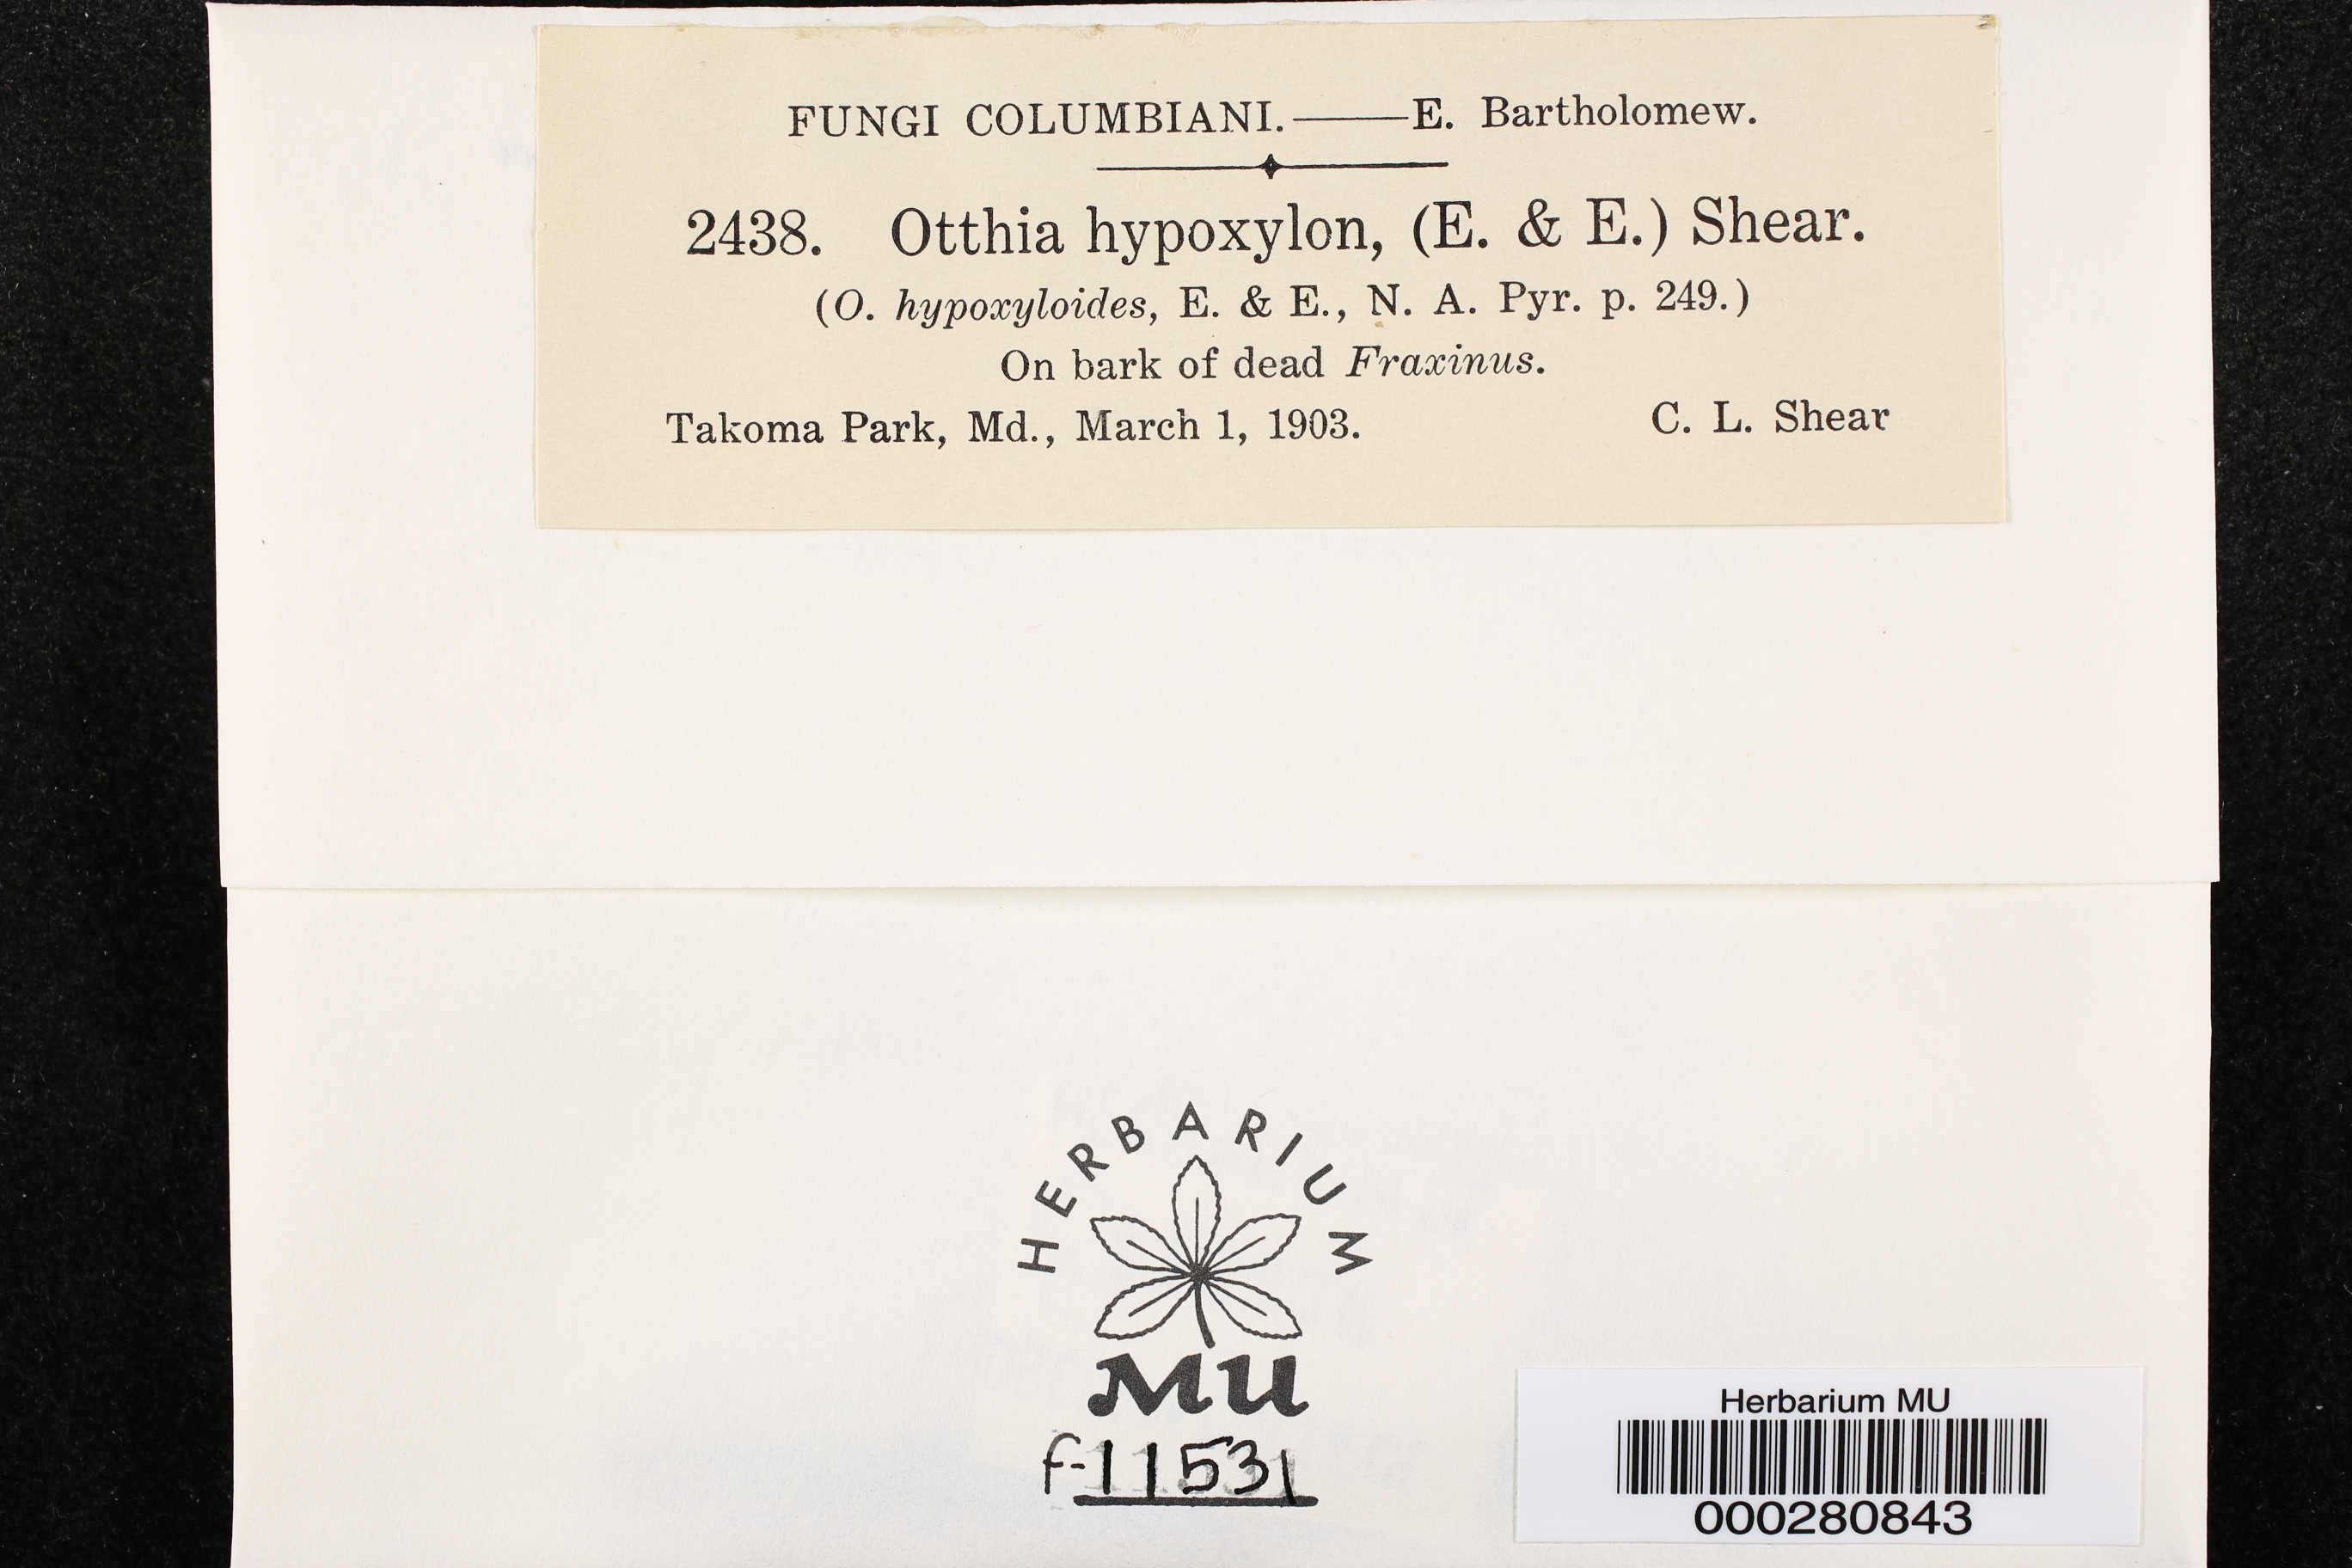 FUNGI COLUMBIANI.——E. Bartholomew.
2438. Otthia hypoxylon, (E. & E.) Shear.
(O. hypoxyloides, E. & E., N. A. Pyr. p. 249.)
On bark of dead Fraxinus.
Takoma Park, Md., March 1, 1903. C. L. Shear
HERBARIUM
MU
f-11531
Herbarium MU
000280843